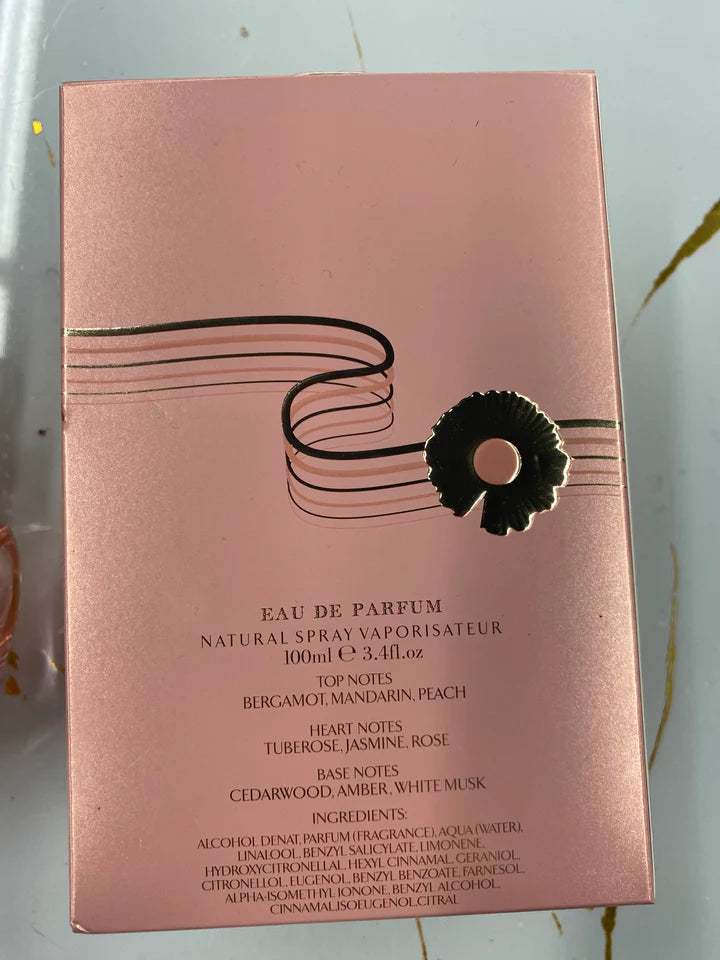 EAU DE PARFUM
NATURAL SPRAY VAPORISATEUR
100ml ℮ 3.4fl.oz
TOP NOTES
BERGAMOT, MANDARIN, PEACH
HEART NOTES
TUBEROSE, JASMINE, ROSE
BASE NOTES
CEDARWOOD, AMBER, WHITE MUSK
INGREDIENTS:
ALCOHOL DENAT, PARFUM (FRAGRANCE), AQUA (WATER),
LINALOOL, BENZYL SALICYLATE, LIMONENE,
HYDROXYCITRONELLAL, HEXYL CINNAMAL, GERANIOL,
CITRONELLOL, EUGENOL, BENZYL BENZOATE, FARNESOL,
ALPHA-ISOMETHYL IONONE, BENZYL ALCOHOL,
CINNAMAL,ISOEUGENOL,CITRAL